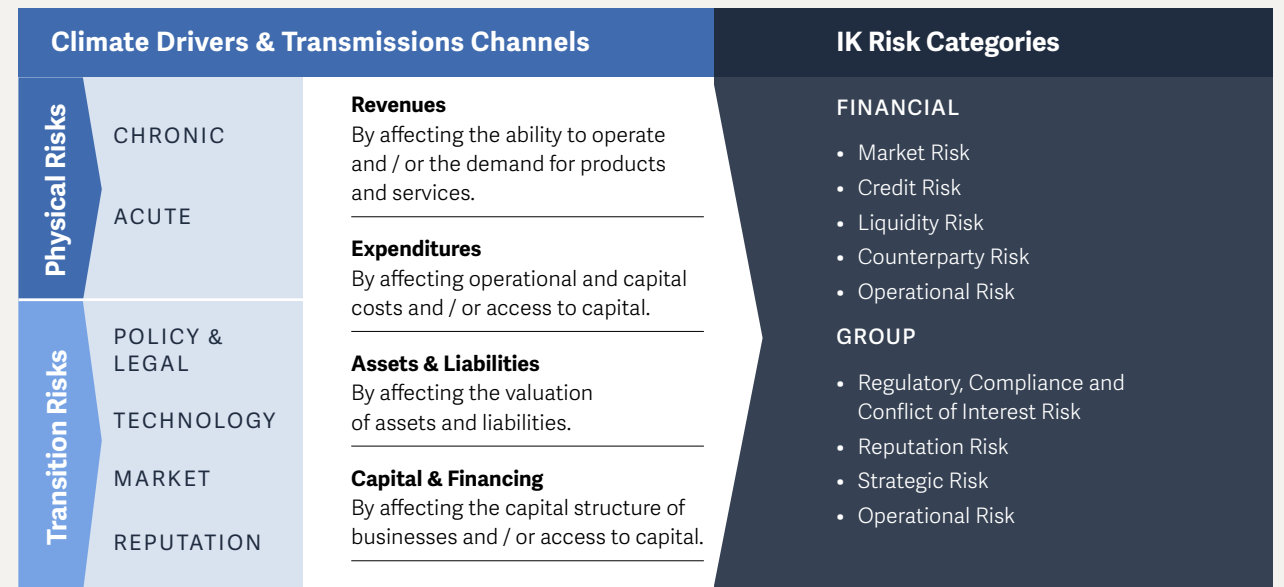 Climate Drivers & Transmissions Channels
Physical Risks
CHRONIC
ACUTE
Transition Risks
POLICY &
LEGAL
TECHNOLOGY
MARKET
REPUTATION
Revenues
By affecting the ability to operate
and / or the demand for products
and services.
Expenditures
By affecting operational and capital
costs and / or access to capital.
Assets & Liabilities
By affecting the valuation
of assets and liabilities.
Capital & Financing
By affecting the capital structure of
businesses and / or access to capital.
IK Risk Categories
FINANCIAL
• Market Risk
• Credit Risk
• Liquidity Risk
• Counterparty Risk
• Operational Risk
GROUP
• Regulatory, Compliance and
Conflict of Interest Risk
• Reputation Risk
• Strategic Risk
• Operational Risk